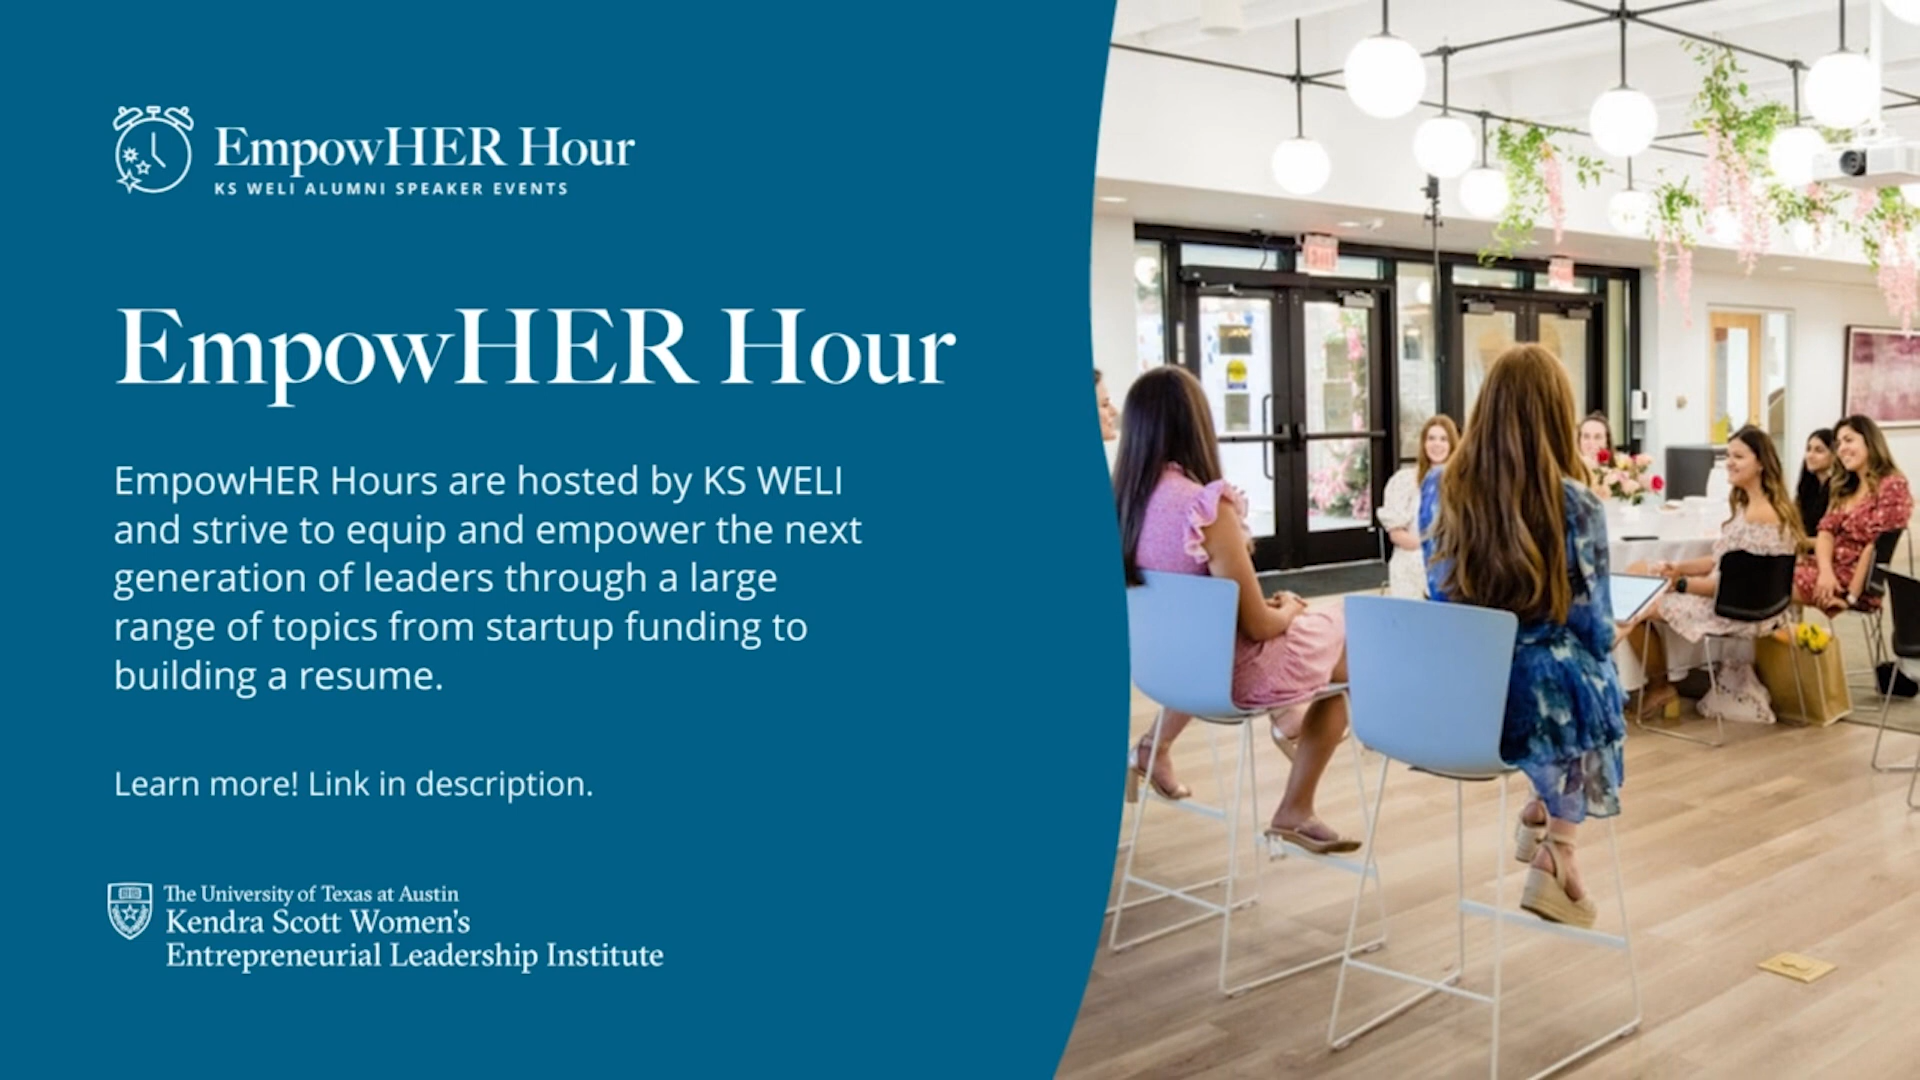 EmpowHER Hour
KS WELI ALUMNI SPEAKER EVENTS
EmpowHER Hour
EmpowHER Hours are hosted by KS WELI
and strive to equip and empower the next
generation of leaders through a large
range of topics from startup funding to
building a resume.
Learn more! Link in description.
The University of Texas at Austin
Kendra Scott Women's
Entrepreneurial Leadership Institute
EXIT